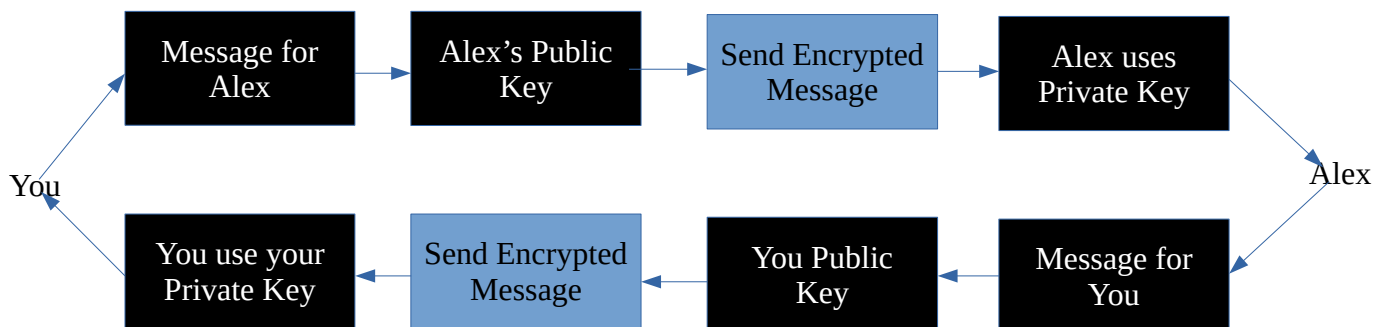 Message for
Alex
Alex’s Public
Key
Send Encrypted
Message
Alex uses
Private Key
You
Alex
You use your
Private Key
Send Encrypted
Message
You Public
Key
Message for
You